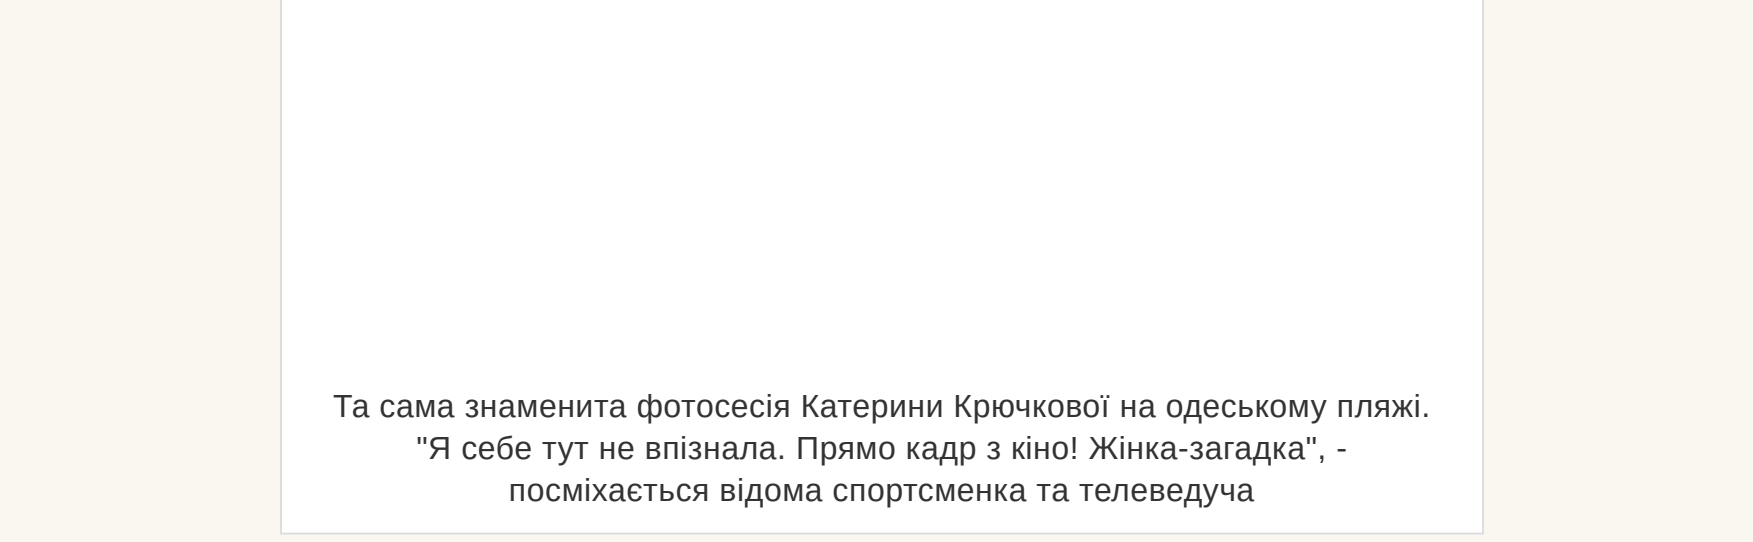 Та сама знаменита фотосесія Катерини Крючкової на одеському пляжі.
"Я себе тут не впізнала. Прямо кадр з кіно! Жінка-загадка", -
посміхається відома спортсменка та телеведуча